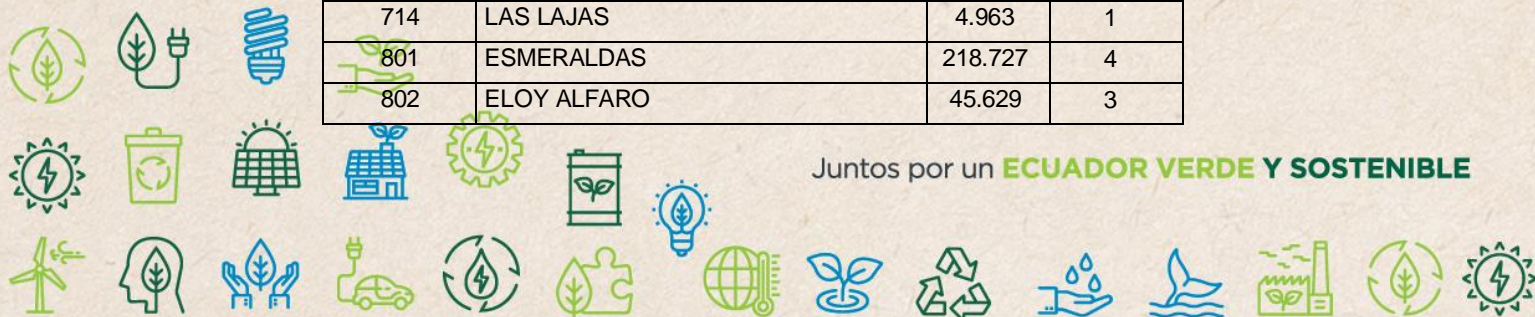 714 LAS LAJAS 4.963 1
801 ESMERALDAS 218.727 4
802 ELOY ALFARO 45.629 3
Juntos por un ECUADOR VERDE Y SOSTENIBLE